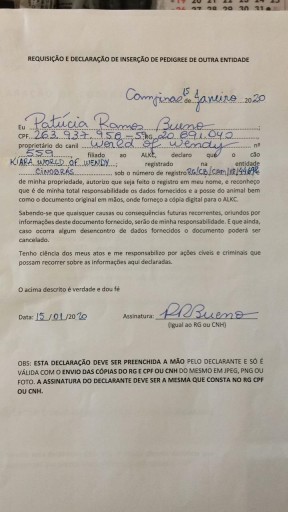 REQUISIÇÃO E DECLARAÇÃO DE INSERÇÃO DE PEDIGREE DE OUTRA ENTIDADE
Campinas 15 de Janeiro 2020
Eu Patrícia Ramos Bueno
CPF 263.937.958-59 RG 20.891.040
proprietário do canil World of Wendy nº
559 filiado ao ALKC, declaro que o cão
KIARA WORLD OF WENDY registrado na entidade
CINOBRÁS sob o número de registro
de minha propriedade, autorizo que seja feito o registro em meu nome, e reconheço
que é de minha total responsabilidade os dados fornecidos e a posse do animal bem
como o documento original em mãos, onde forneço a cópia digital para o ALKC.
Sabendo-se que quaisquer causas ou consequências futuras recorrentes, oriundos por
informações deste documento fornecido, serão de minha responsabilidade. E que ainda,
caso ocorra algum desencontro de dados fornecidos o documento poderá ser
cancelado.
Tenho ciência dos meus atos e me responsabilizo por ações cíveis e criminais que
possam recorrer sobre as informações aqui declaradas.
O acima descrito é verdade e dou fé
Data: 15/01/2020 Assinatura: PRBueno
(Igual ao RG ou CNH)
OBS: ESTA DECLARAÇÃO DEVE SER PREENCHIDA A MÃO PELO DECLARANTE E SÓ É
VÁLIDA COM O ENVIO DAS CÓPIAS DO RG E CPF OU CNH DO MESMO EM JPEG, PNG OU
FOTO. A ASSINATURA DO DECLARANTE DEVE SER A MESMA QUE CONSTA NO RG CPF
OU CNH.